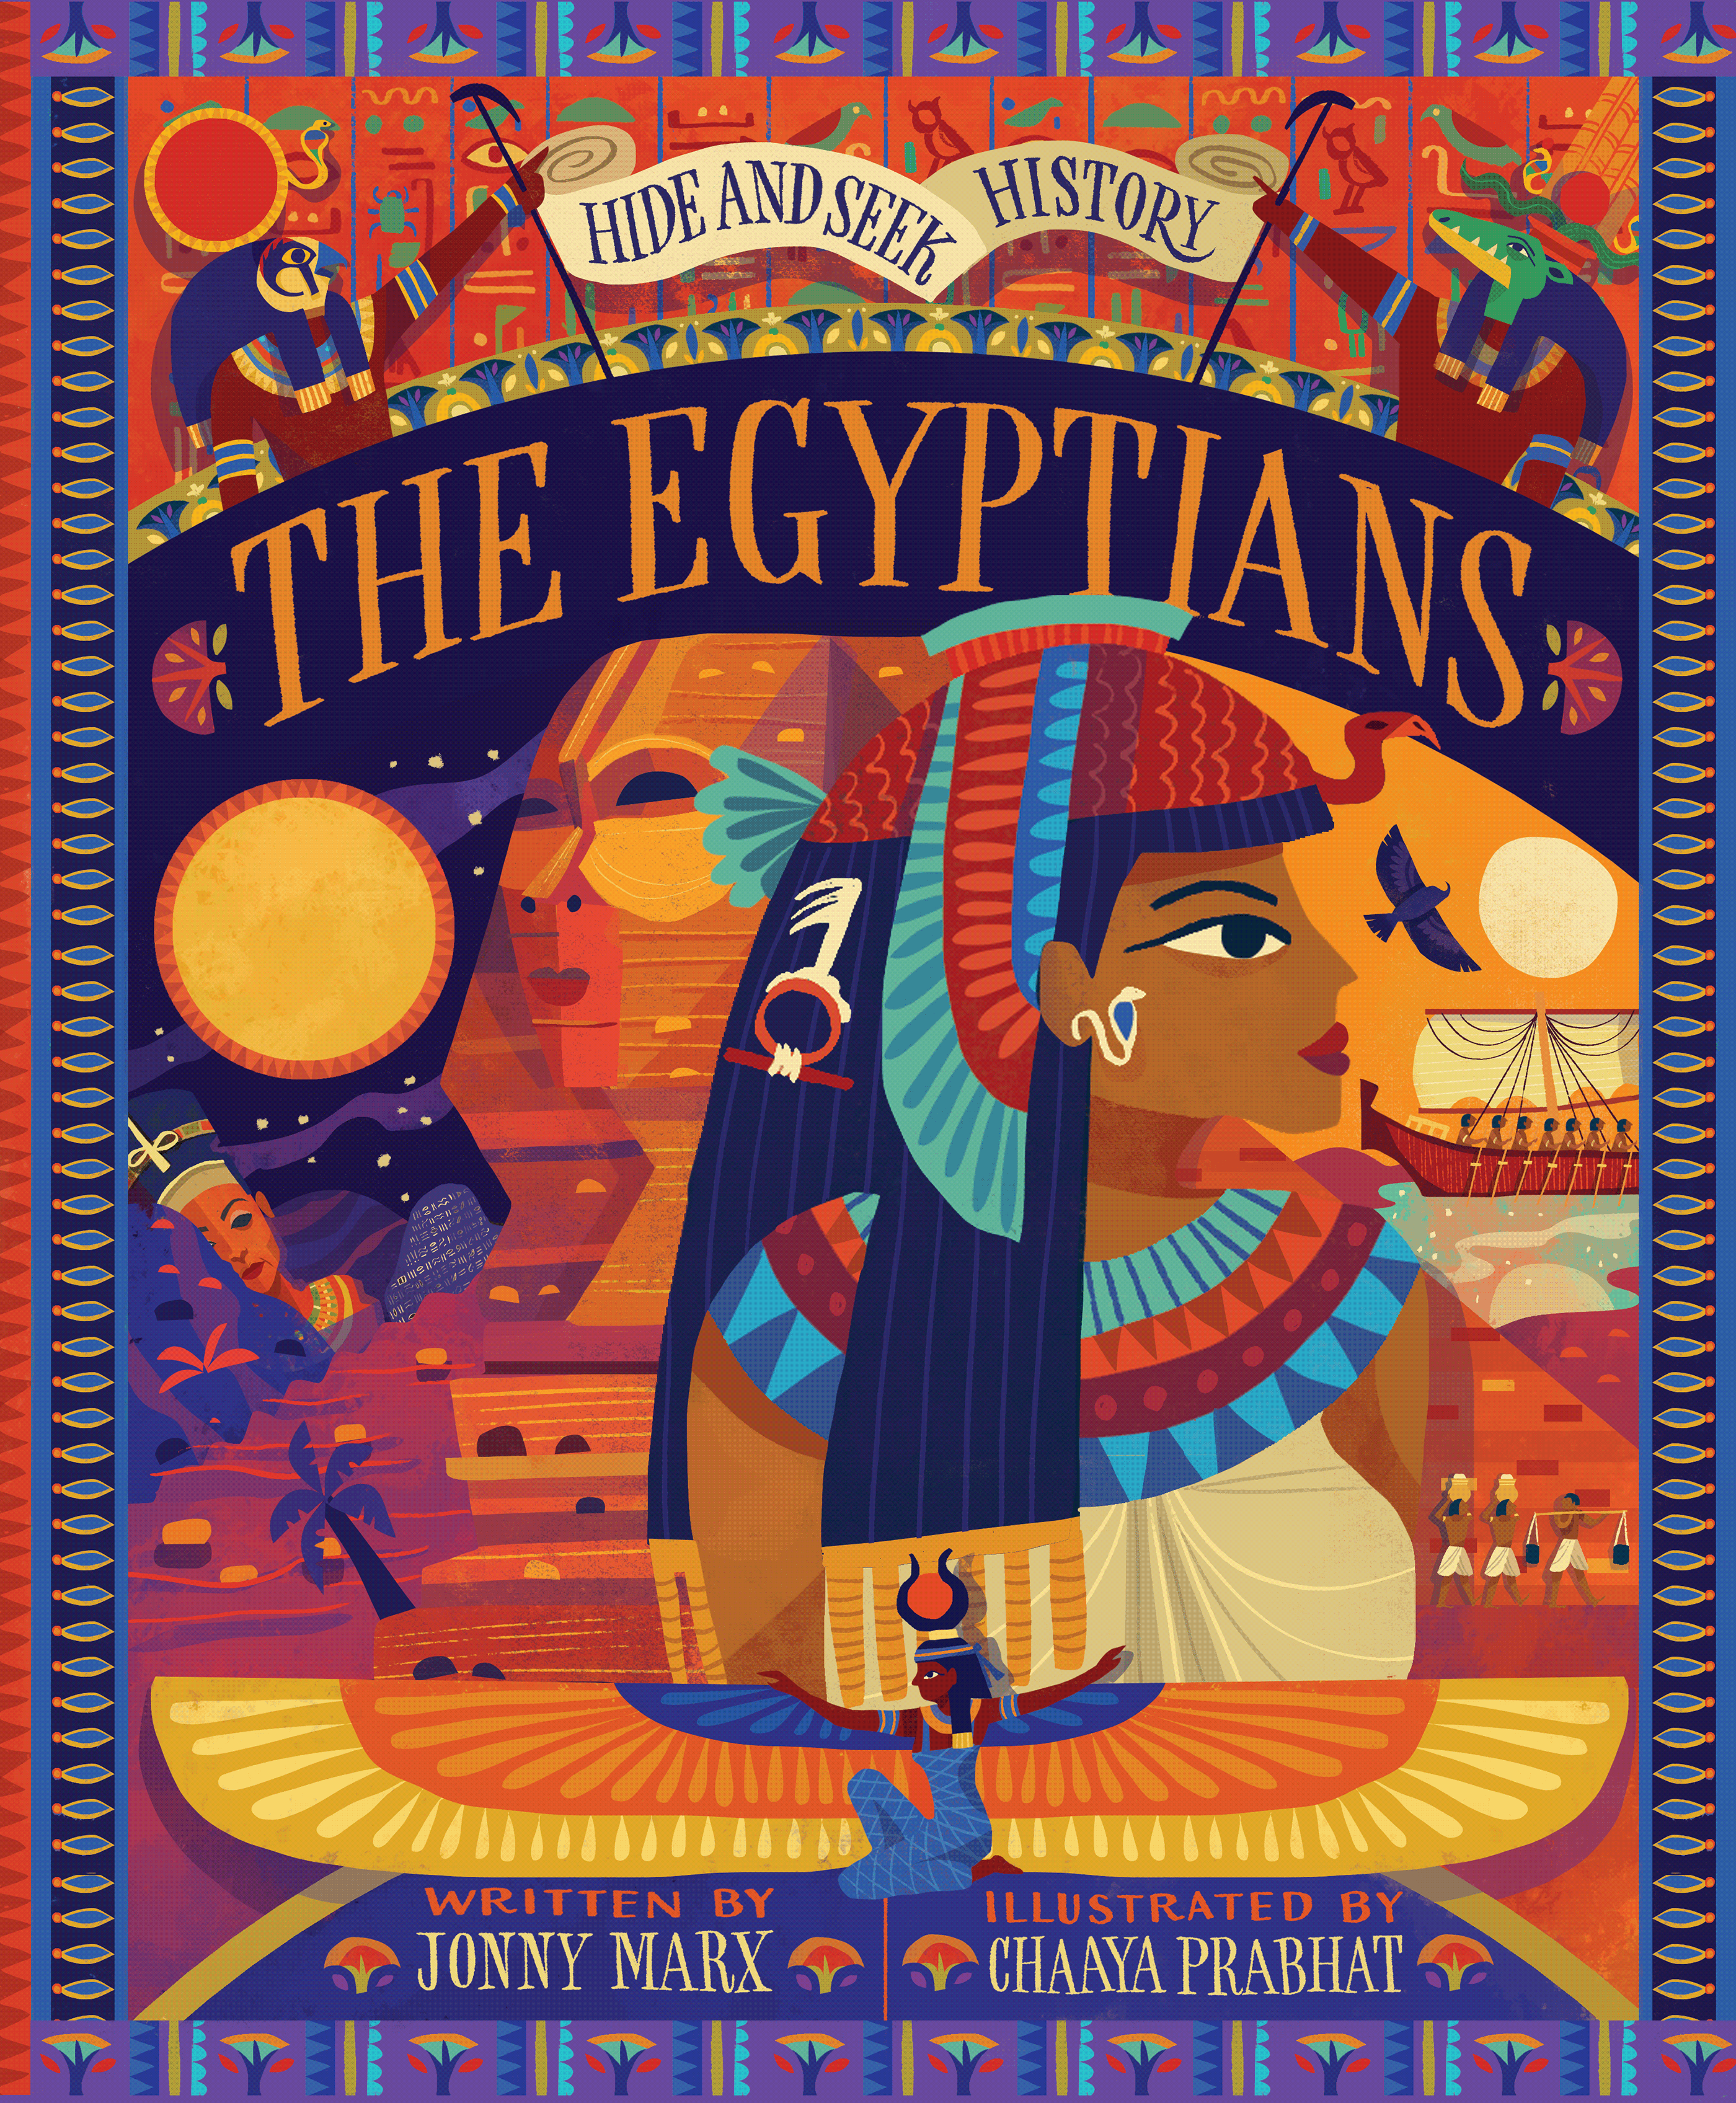 HIDE AND SEEK HISTORY
THE EGYPTIANS
WRITTEN BY
JONNY MARX
ILLUSTRATED BY
CHAAYA PRABHAT